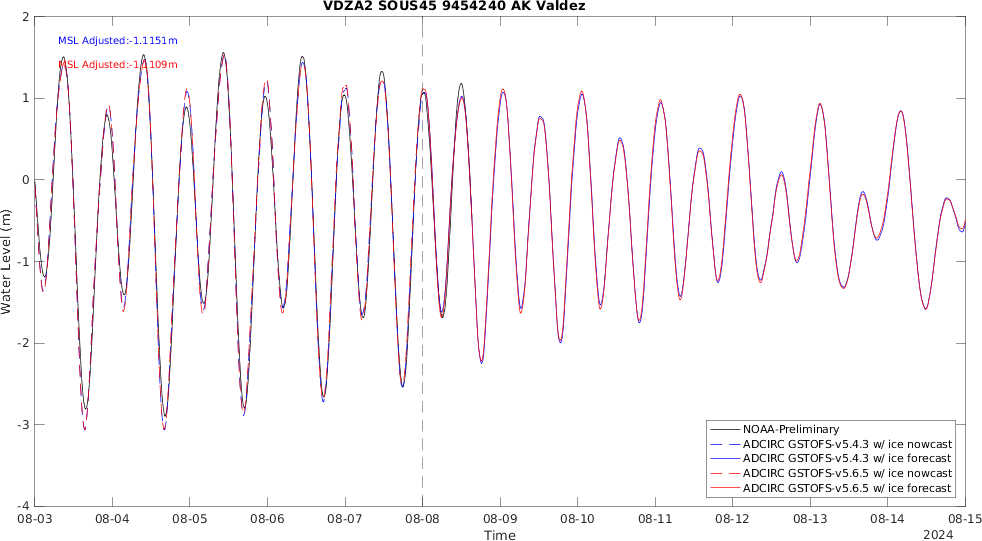 VDZA2 SOUS45 9454240 AK Valdez
MSL Adjusted:-1.1151m
MSL Adjusted:-1.1109m
2
1
0
-1
-2
-3
-4
Water Level (m)
08-03 08-04 08-05 08-06 08-07 08-08 08-09 08-10 08-11 08-12 08-13 08-14 08-15
Time
2024
NOAA-Preliminary
ADCIRC GSTOFS-v5.4.3 w/ ice nowcast
ADCIRC GSTOFS-v5.4.3 w/ ice forecast
ADCIRC GSTOFS-v5.6.5 w/ ice nowcast
ADCIRC GSTOFS-v5.6.5 w/ ice forecast